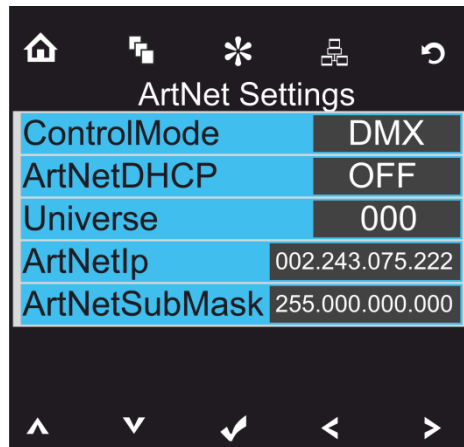 ArtNet Settings
ControlMode DMX
ArtNetDHCP OFF
Universe 000
ArtNetIp 002.243.075.222
ArtNetSubMask 255.000.000.000